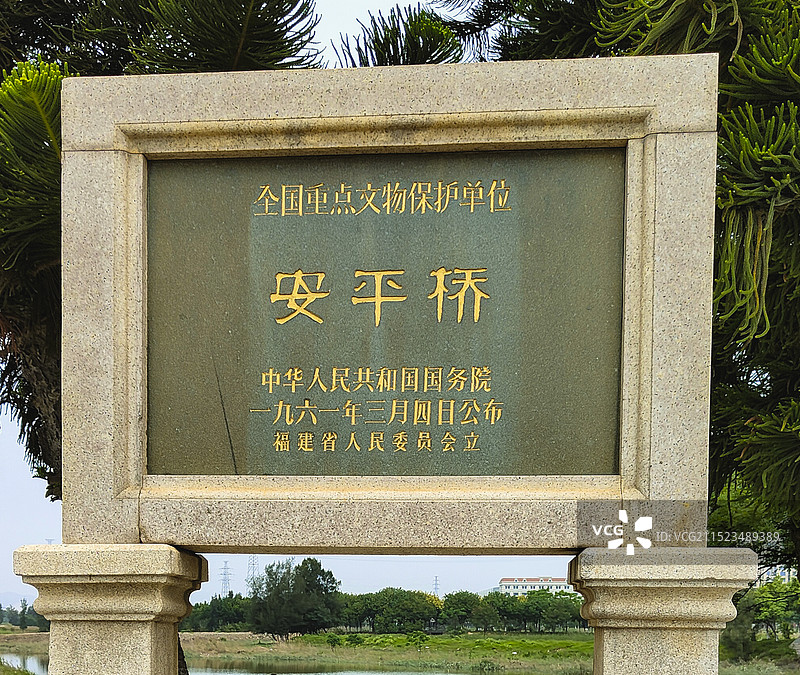 全国重点文物保护单位
安平桥
中华人民共和国国务院
一九六一年三月四日公布
福建省人民委员会立
VCG
ID:VCG211523489389